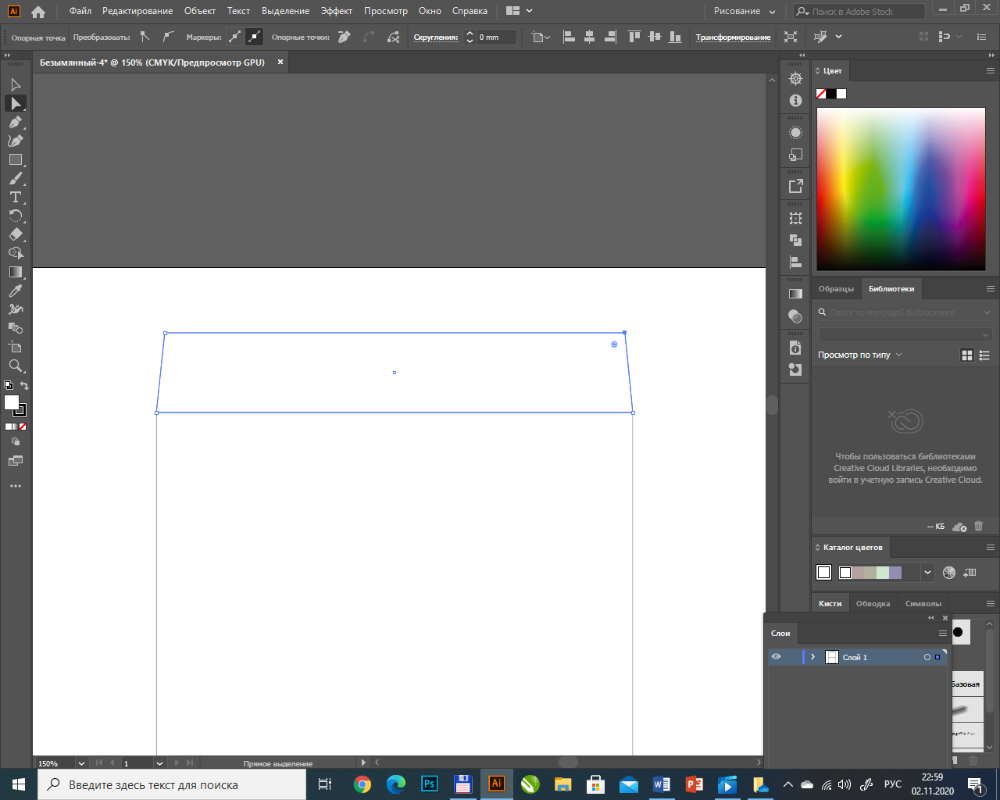 Ai
Файл Редактирование Объект Текст Выделение Эффект Просмотр Окно Справка
Рисование
Поиск в Adobe Stock
Опорная точка
Преобразовать:
Маркеры:
Опорные точки:
Скругления:
0 mm
Трансформирование
Безымянный-4* @ 150% (CMYK/Предпросмотр GPU)
Цвет
Образцы
Библиотеки
Поиск по текущей библиотеке
Просмотр по типу
Чтобы пользоваться библиотеками
Creative Cloud Libraries, необходимо
войти в учетную запись Creative Cloud.
-- КБ
Каталог цветов
Кисти
Обводка
Символы
Слои
Слой 1
Базовая
150%
1
Прямое выделение
Введите здесь текст для поиска
Ps
Ai
РУС
22:59
02.11.2020
1